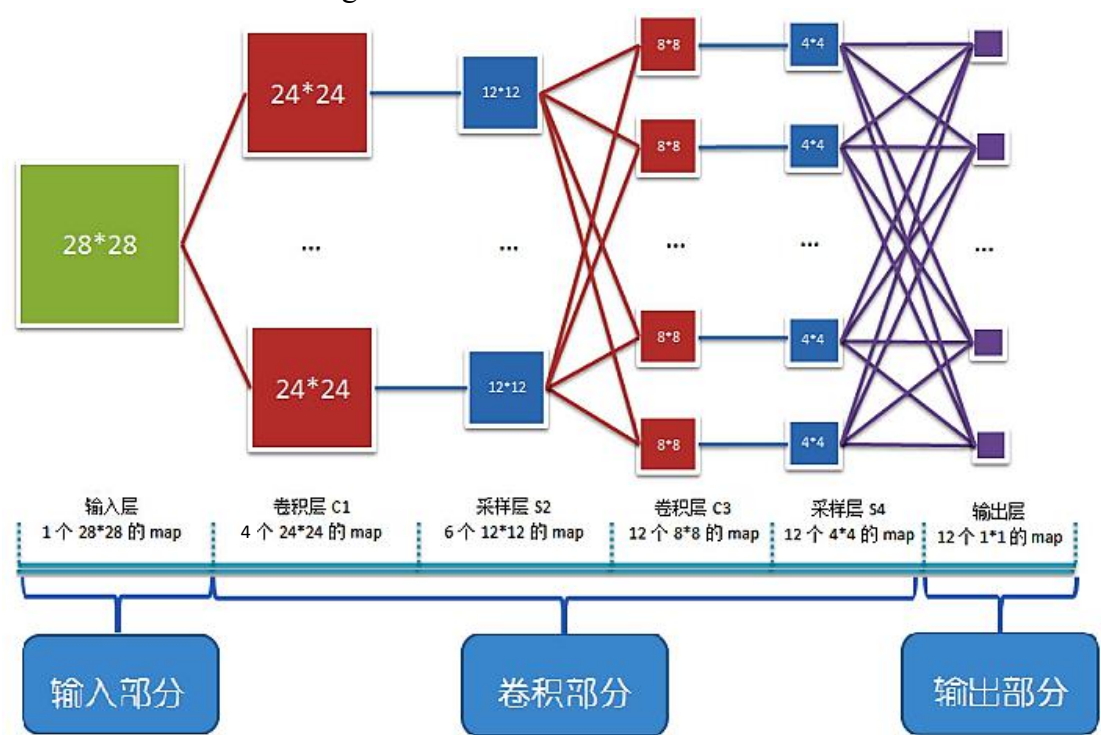 28*28
24*24
12*12
8*8
4*4
8*8
4*4
...
...
...
...
...
24*24
12*12
8*8
4*4
8*8
4*4
输入层
1 个 28*28 的 map
卷积层 C1
4 个 24*24 的 map
采样层 S2
6 个 12*12 的 map
卷积层 C3
12 个 8*8 的 map
采样层 S4
12 个 4*4 的 map
输出层
12 个 1*1 的 map
输入部分
卷积部分
输出部分